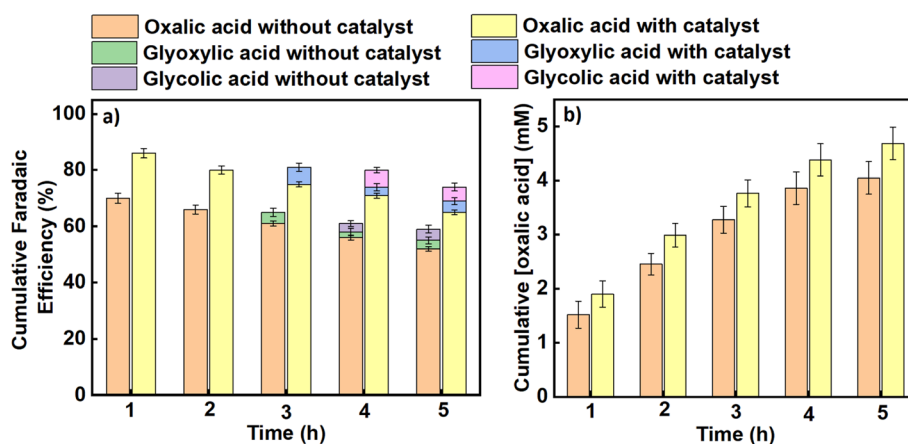 Oxalic acid without catalyst
Oxalic acid with catalyst
Glyoxylic acid without catalyst
Glyoxylic acid with catalyst
Glycolic acid without catalyst
Glycolic acid with catalyst
a)
Cumulative Faradaic
Efficiency (%)
100
80
60
40
20
0
1 2 3 4 5
Time (h)
b)
Cumulative [oxalic acid] (mM)
5
4
3
2
1
0
1 2 3 4 5
Time (h)